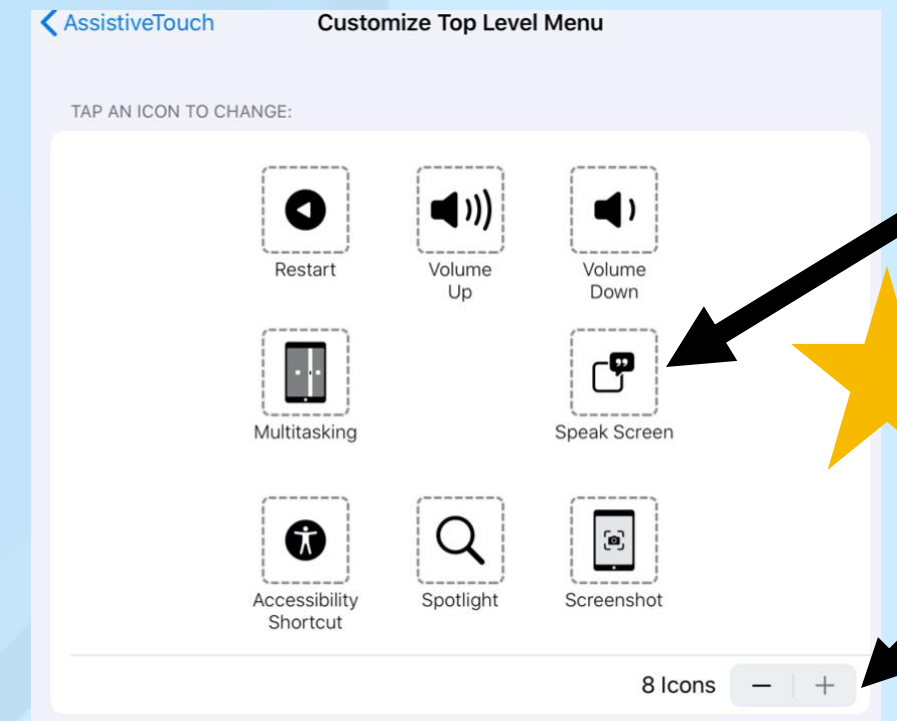 AssistiveTouch Customize Top Level Menu
TAP AN ICON TO CHANGE:
Restart Volume Up Volume Down
Multitasking Speak Screen
Accessibility Shortcut Spotlight Screenshot
8 Icons − +